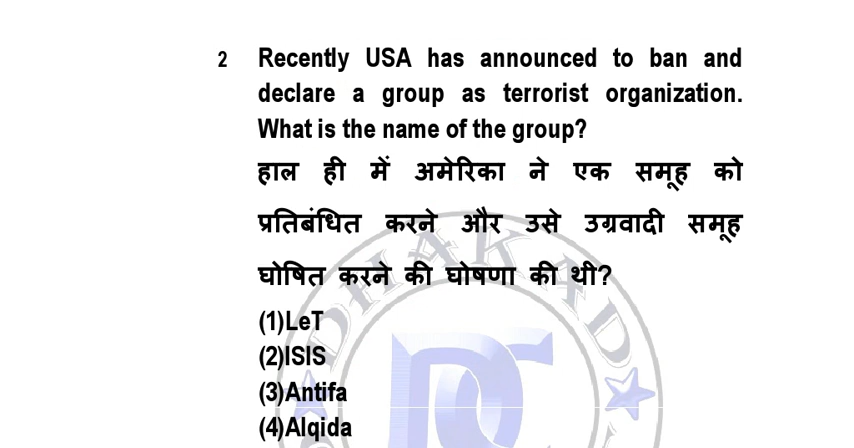 2 Recently USA has announced to ban and
declare a group as terrorist organization.
What is the name of the group?
हाल ही में अमेरिका ने एक समूह को
प्रतिबंधित करने और उसे उग्रवादी समूह
घोषित करने की घोषणा की थी?
(1)LeT
(2)ISIS
(3)Antifa
(4)Alqida
DHAKAD